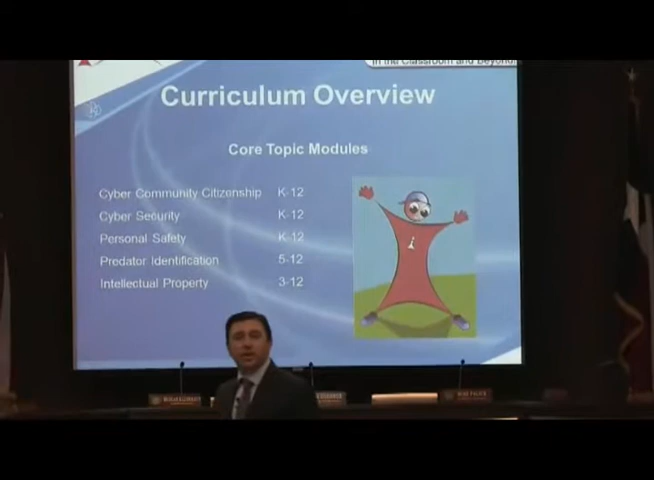 In the Classroom and Beyond
Curriculum Overview
Core Topic Modules
Cyber Community Citizenship K-12
Cyber Security K-12
Personal Safety K-12
Predator Identification 5-12
Intellectual Property 3-12
i